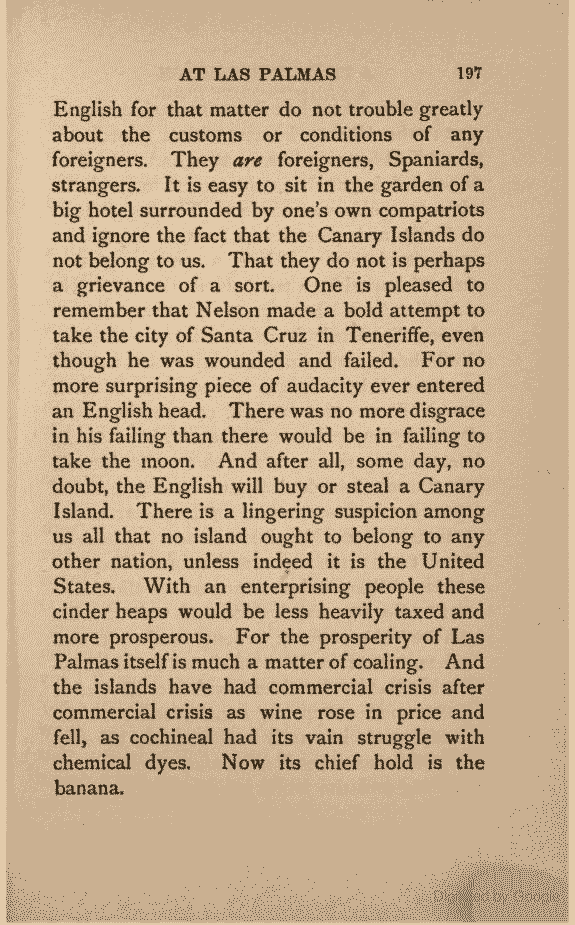 AT LAS PALMAS 197
English for that matter do not trouble greatly
about the customs or conditions of any
foreigners. They are foreigners, Spaniards,
strangers. It is easy to sit in the garden of a
big hotel surrounded by one's own compatriots
and ignore the fact that the Canary Islands do
not belong to us. That they do not is perhaps
a grievance of a sort. One is pleased to
remember that Nelson made a bold attempt to
take the city of Santa Cruz in Teneriffe, even
though he was wounded and failed. For no
more surprising piece of audacity ever entered
an English head. There was no more disgrace
in his failing than there would be in failing to
take the moon. And after all, some day, no
doubt, the English will buy or steal a Canary
Island. There is a lingering suspicion among
us all that no island ought to belong to any
other nation, unless indeed it is the United
States. With an enterprising people these
cinder heaps would be less heavily taxed and
more prosperous. For the prosperity of Las
Palmas itself is much a matter of coaling. And
the islands have had commercial crisis after
commercial crisis as wine rose in price and
fell, as cochineal had its vain struggle with
chemical dyes. Now its chief hold is the
banana.
Digitized by Google